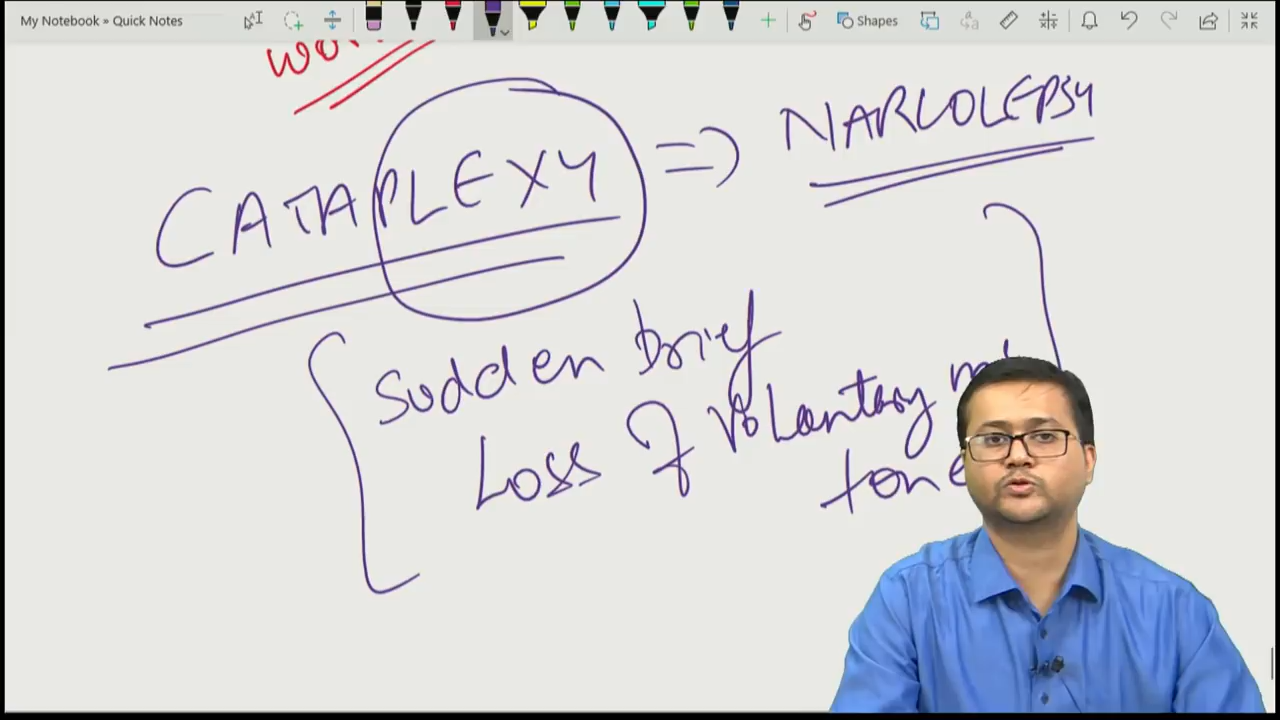 My Notebook » Quick Notes
Shapes
CATAPLEXY => NARCOLEPSY
Sudden brief
Loss of voluntary
tone